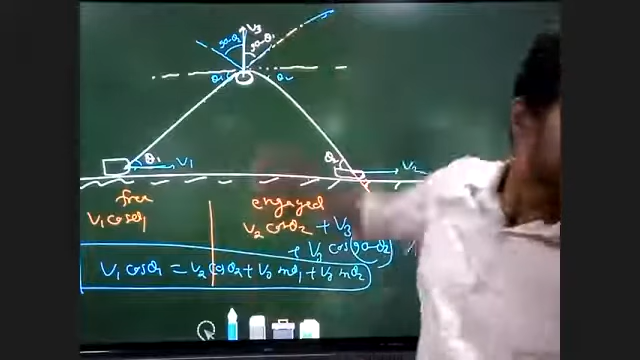 V3
90-θ2 90-θ1
θ1 θ2
θ1 V1 θ2 V2
free engaged
V1 cosθ1 V2 cosθ2 + V3
+ V3 cos(90-θ2)
V1 cosθ1 = V2 cosθ2 + V3 sinθ1 + V3 sinθ2